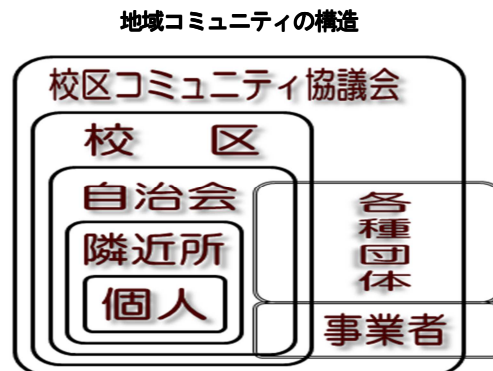 地域コミュニティの構造
校区コミュニティ協議会
校 区
自治会
隣近所
個人
各種団体
事業者